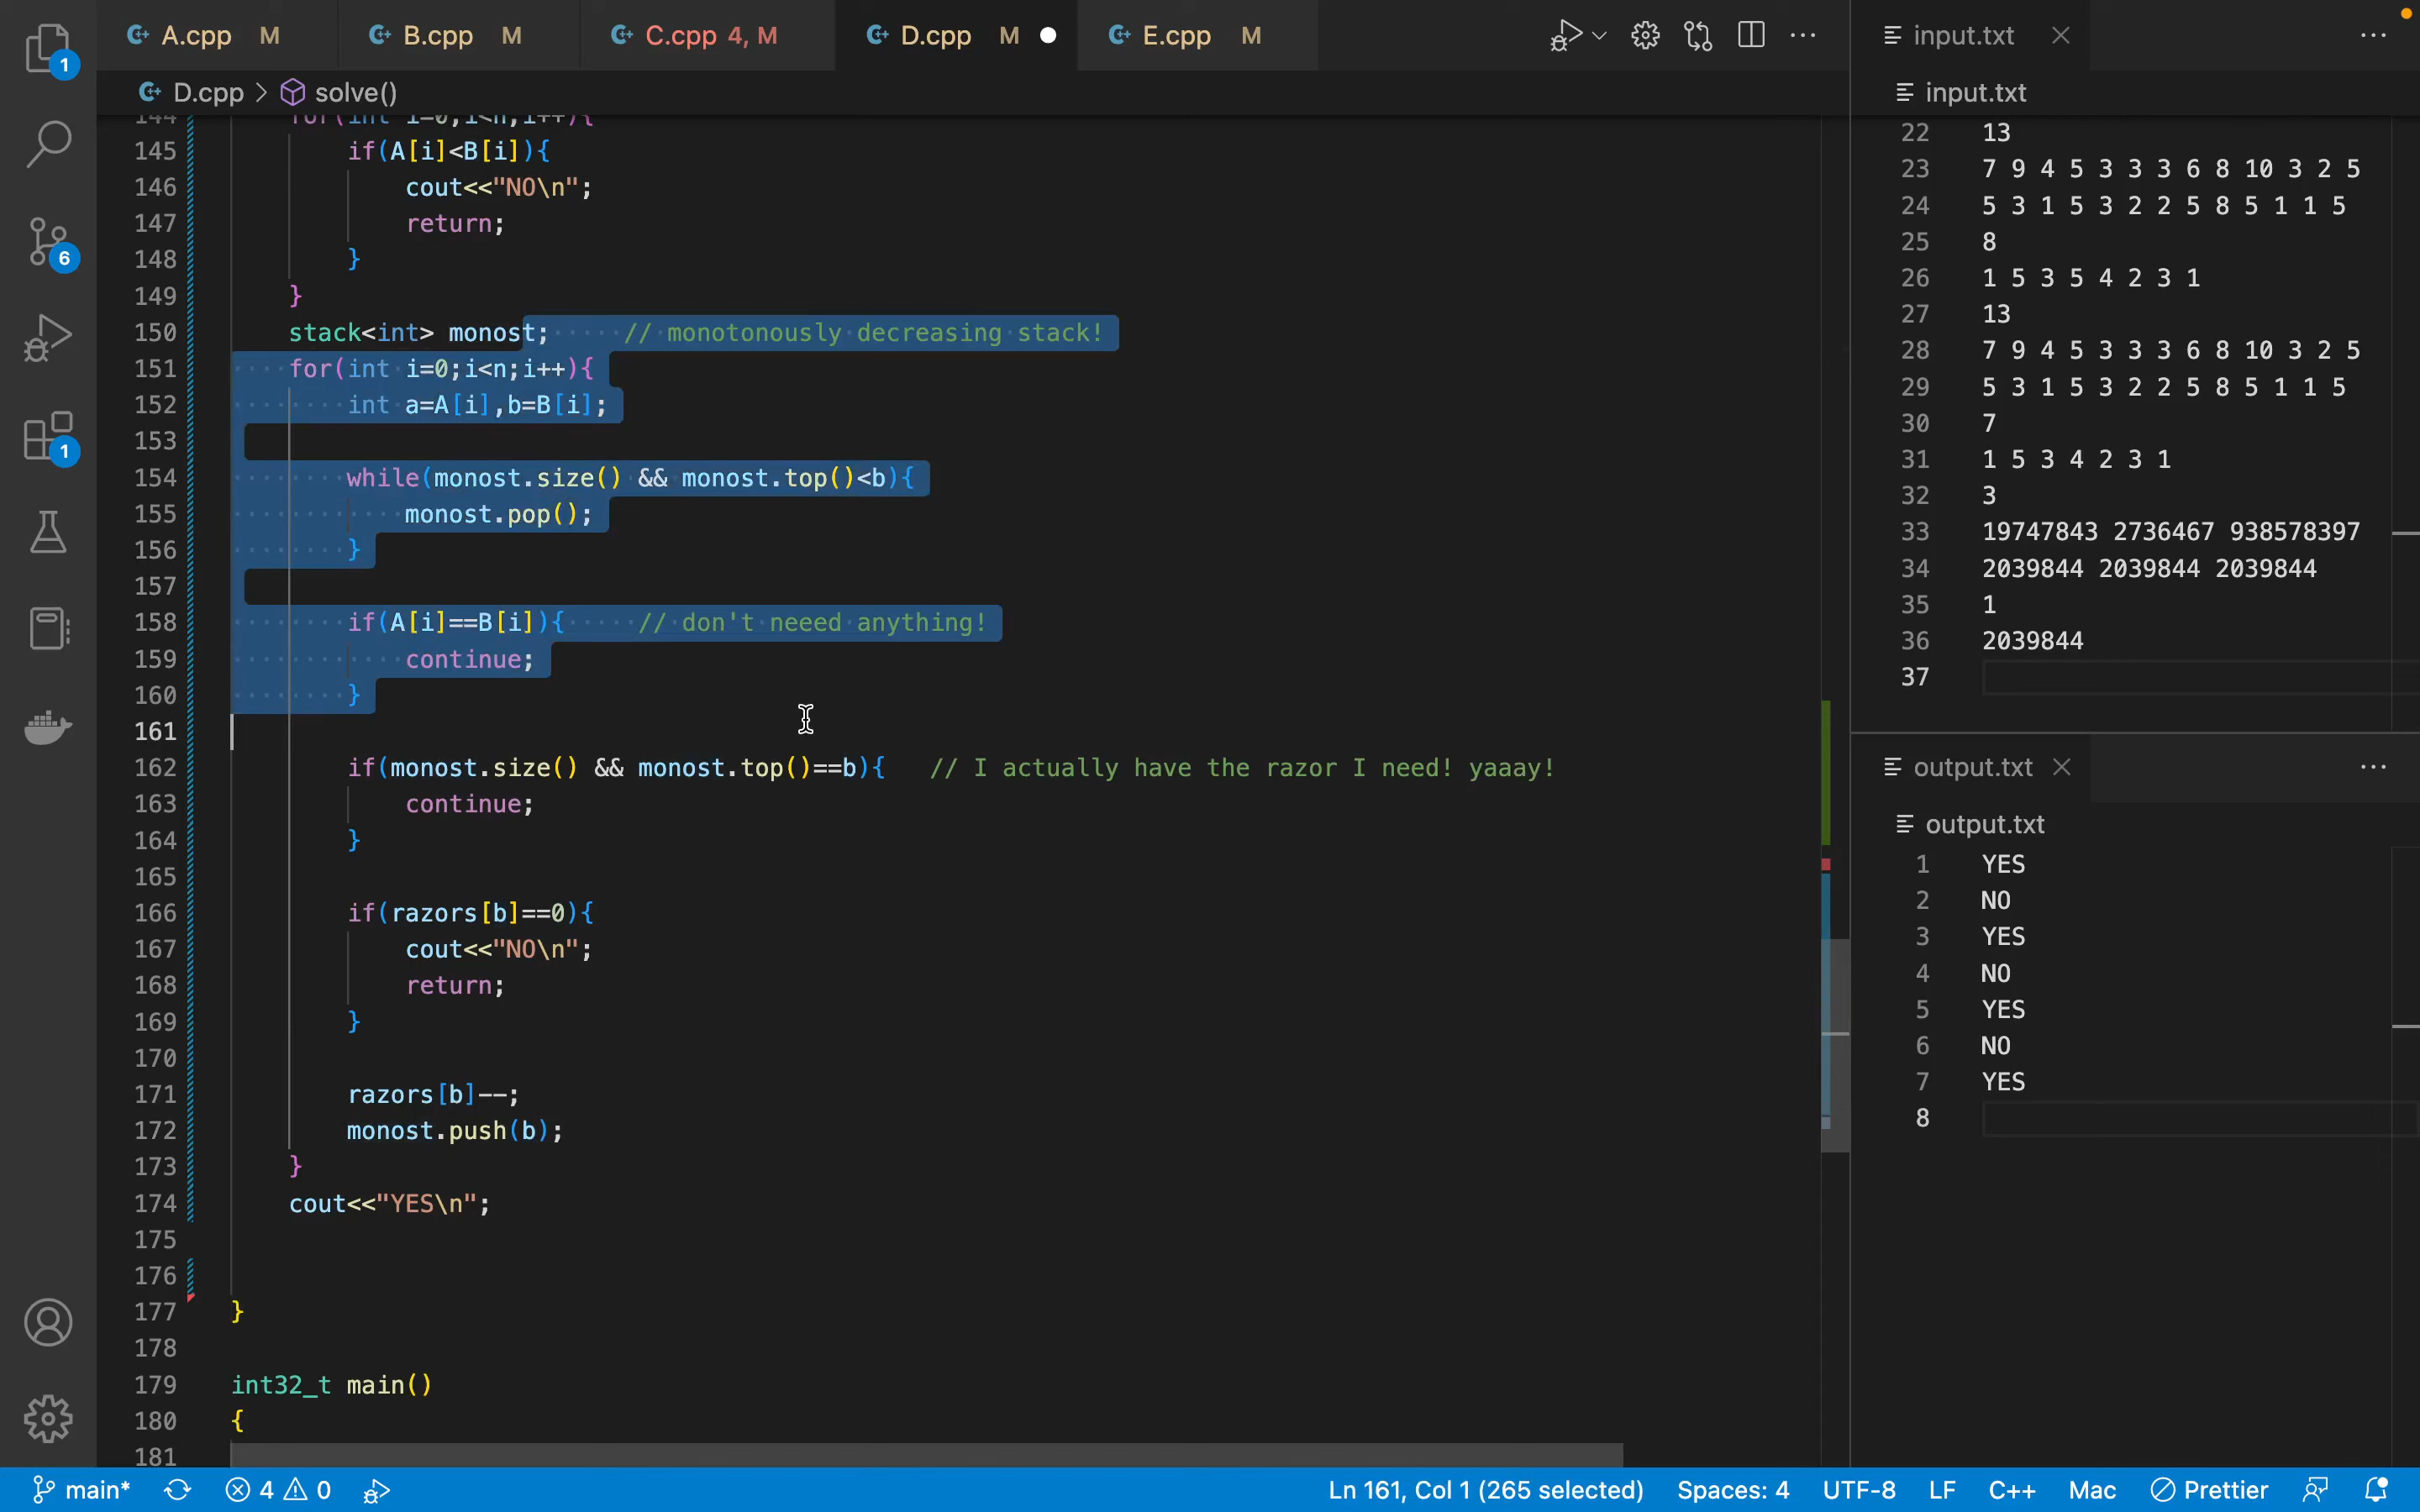 A.cpp M B.cpp M C.cpp 4, M D.cpp M E.cpp M
D.cpp > solve()
144 for(int i=0;i<n;i++){
145 if(A[i]<B[i]){
146 cout<<"NO\n";
147 return;
148 }
149 }
150 stack<int> monost; // monotonously decreasing stack!
151 for(int i=0;i<n;i++){
152 int a=A[i],b=B[i];
153
154 while(monost.size() && monost.top()<b){
155 monost.pop();
156 }
157
158 if(A[i]==B[i]){ // don't neeed anything!
159 continue;
160 }
161
162 if(monost.size() && monost.top()==b){ // I actually have the razor I need! yaaay!
163 continue;
164 }
165
166 if(razors[b]==0){
167 cout<<"NO\n";
168 return;
169 }
170
171 razors[b]--;
172 monost.push(b);
173 }
174 cout<<"YES\n";
175
176
177 }
178
179 int32_t main()
180 {
181
input.txt
input.txt
22 13
23 7 9 4 5 3 3 3 6 8 10 3 2 5
24 5 3 1 5 3 2 2 5 8 5 1 1 5
25 8
26 1 5 3 5 4 2 3 1
27 13
28 7 9 4 5 3 3 3 6 8 10 3 2 5
29 5 3 1 5 3 2 2 5 8 5 1 1 5
30 7
31 1 5 3 4 2 3 1
32 3
33 19747843 2736467 938578397
34 2039844 2039844 2039844
35 1
36 2039844
37
output.txt
output.txt
1 YES
2 NO
3 YES
4 NO
5 YES
6 NO
7 YES
8
1
6
1
main* 4 0 Ln 161, Col 1 (265 selected) Spaces: 4 UTF-8 LF C++ Mac Prettier